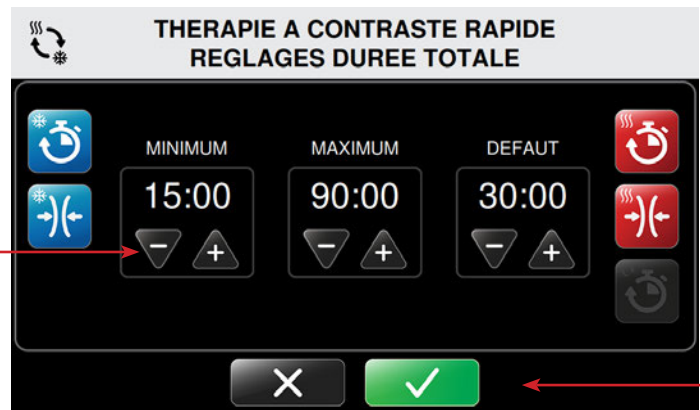 THERAPIE A CONTRASTE RAPIDE
REGLAGES DUREE TOTALE
MINIMUM MAXIMUM DEFAUT
15:00 90:00 30:00
- + - + - +